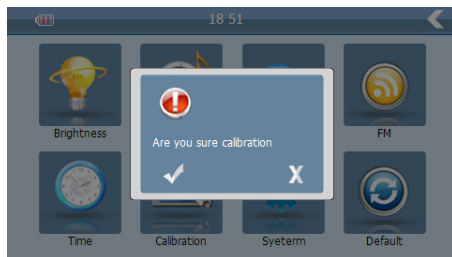 18 51
Brightness
FM
Are you sure calibration
X
Time
Calibration
Syeterm
Default